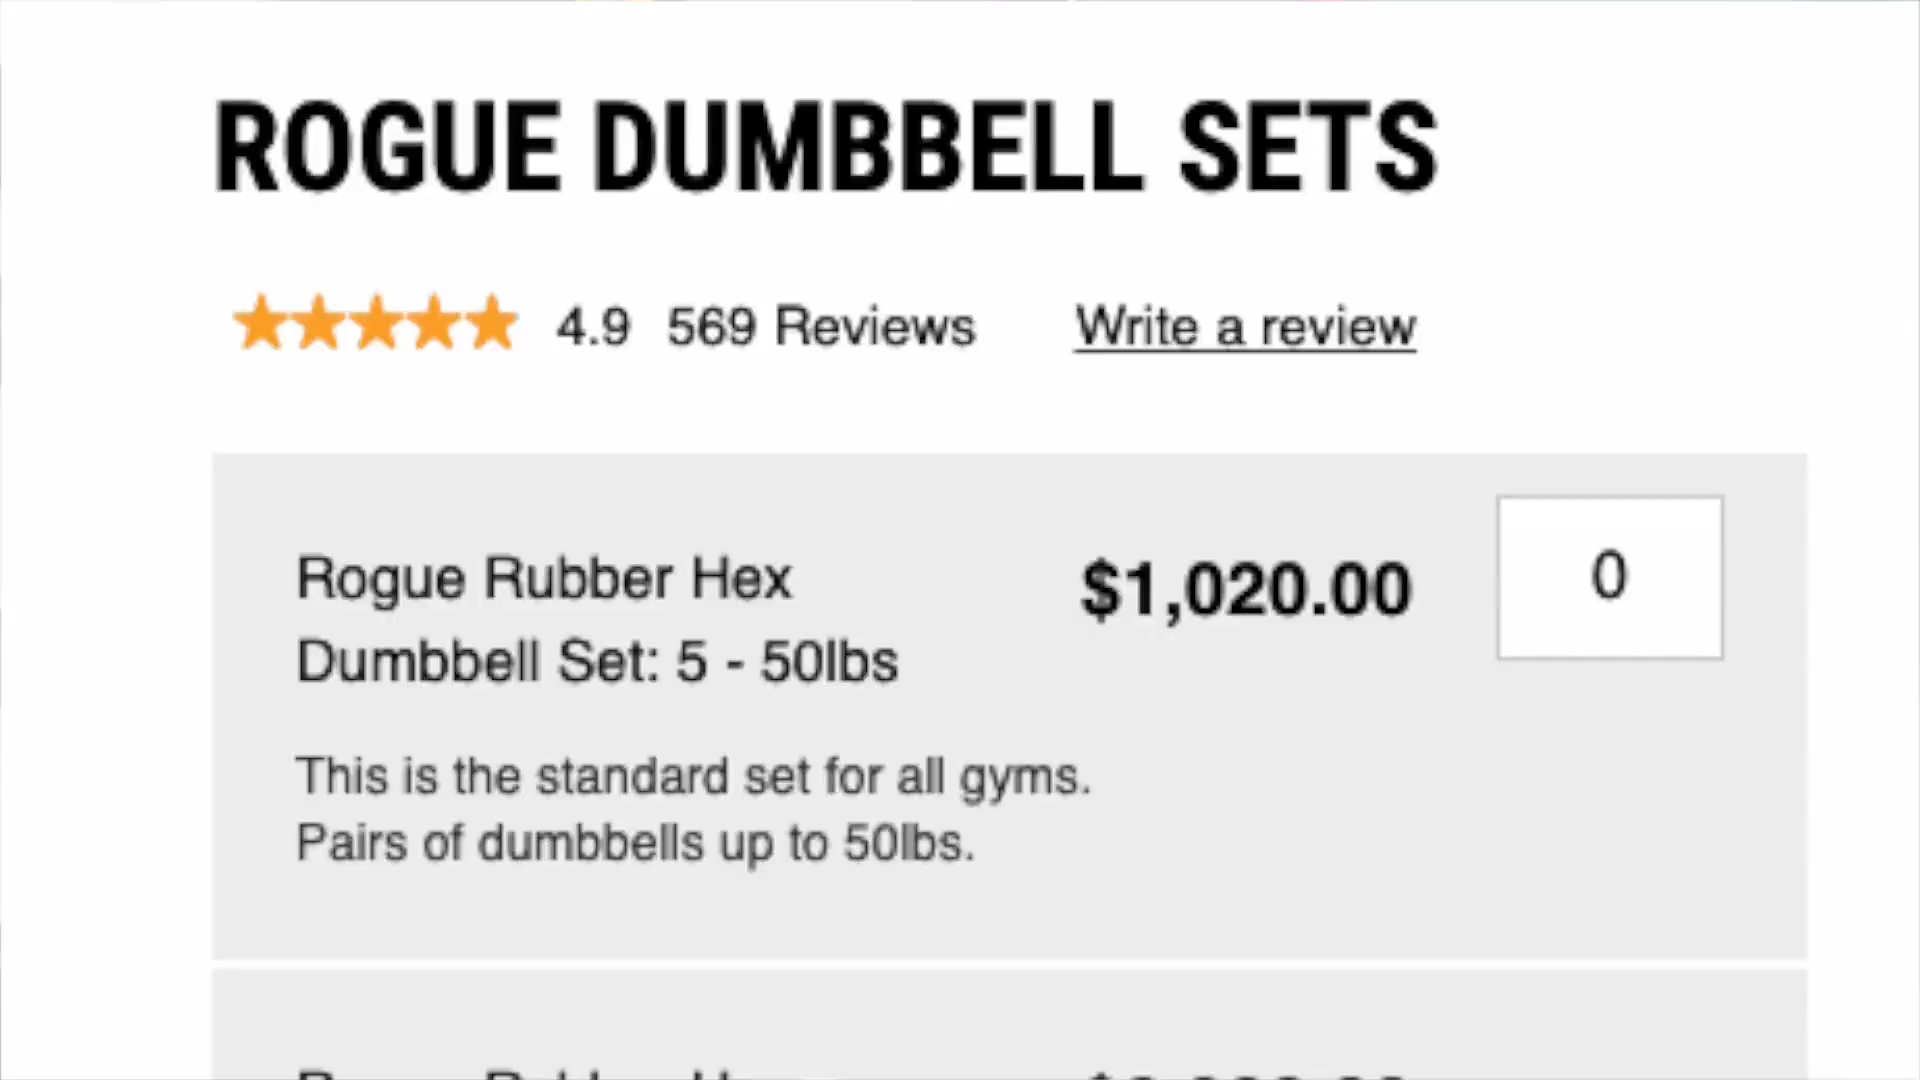 ROGUE DUMBBELL SETS
4.9 569 Reviews Write a review
Rogue Rubber Hex $1,020.00 0
Dumbbell Set: 5 - 50lbs
This is the standard set for all gyms.
Pairs of dumbbells up to 50lbs.